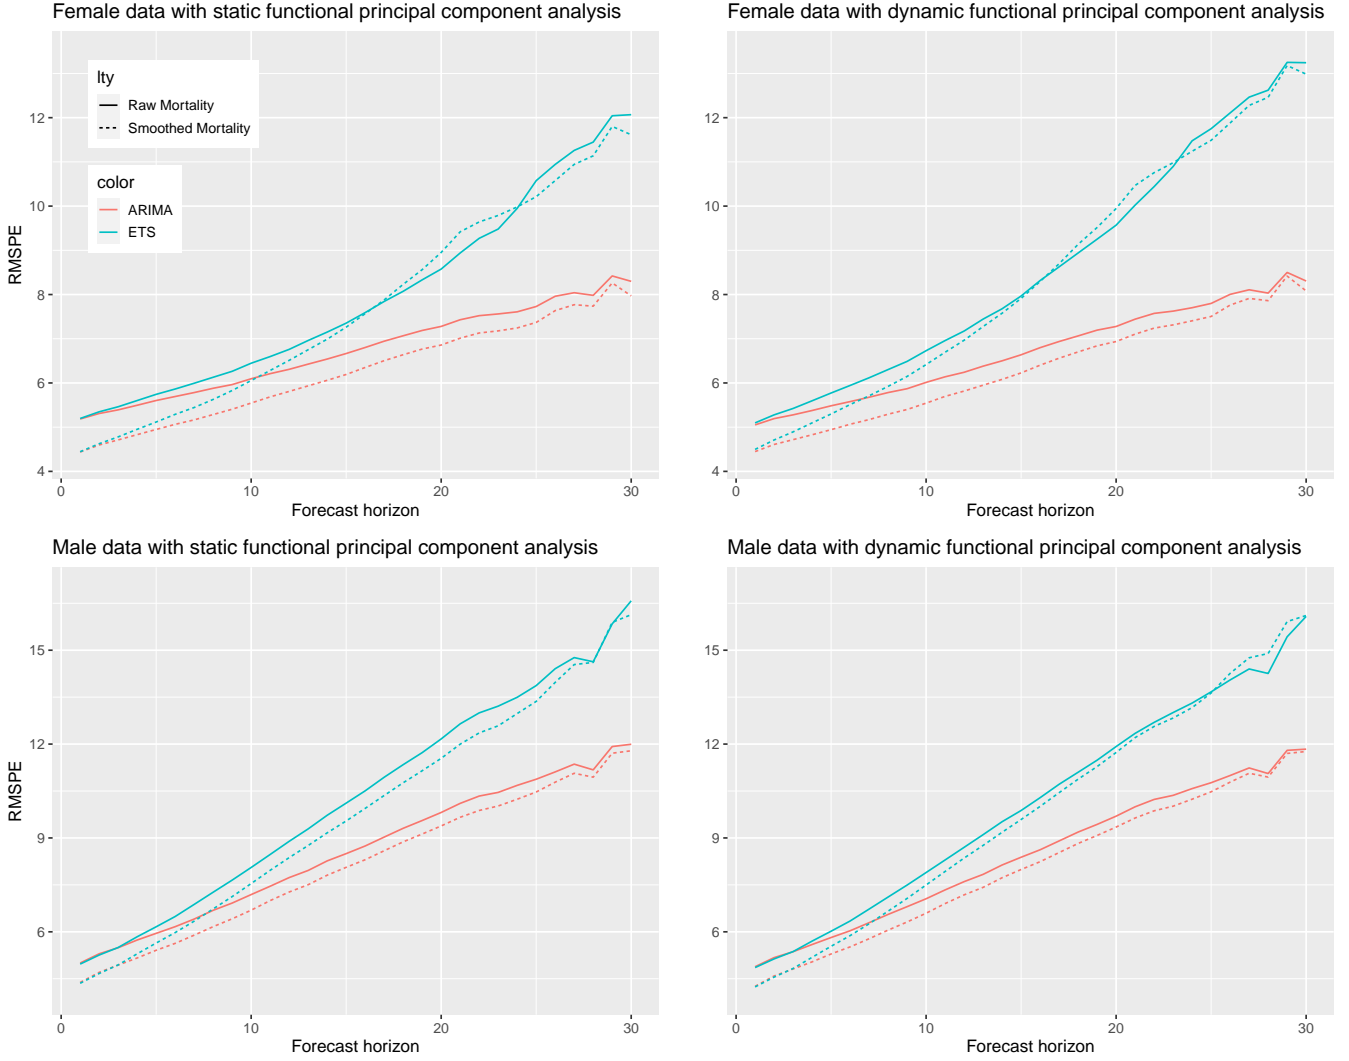 Female data with static functional principal component analysis
RMSPE
12
10
8
6
4
lty
Raw Mortality
Smoothed Mortality
color
ARIMA
ETS
0
10
20
30
Forecast horizon
Female data with dynamic functional principal component analysis
12
10
8
6
4
0
10
20
30
Forecast horizon
Male data with static functional principal component analysis
RMSPE
15
12
9
6
0
10
20
30
Forecast horizon
Male data with dynamic functional principal component analysis
15
12
9
6
0
10
20
30
Forecast horizon